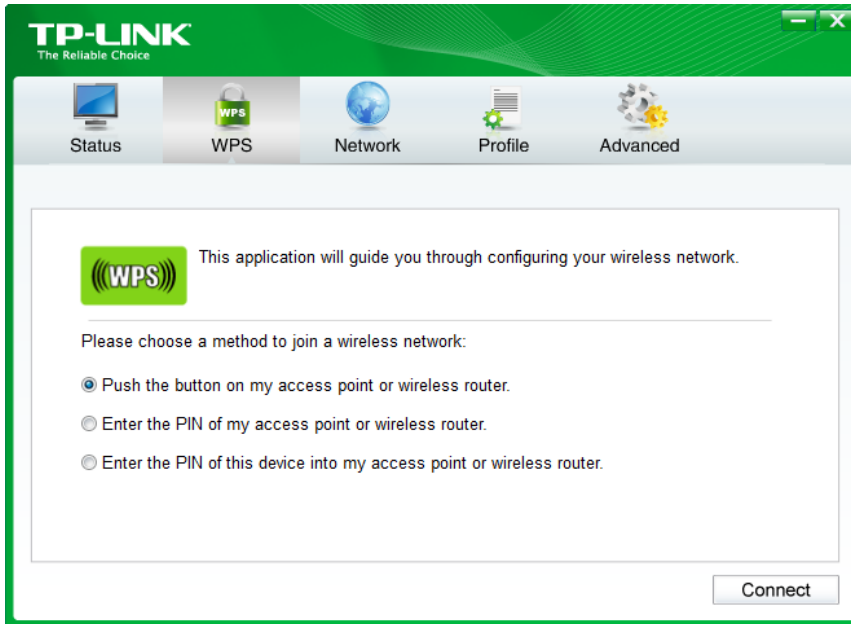 TP-LINK
The Reliable Choice
Status WPS Network Profile Advanced
WPS
This application will guide you through configuring your wireless network.
(((WPS)))
Please choose a method to join a wireless network:
Push the button on my access point or wireless router.
Enter the PIN of my access point or wireless router.
Enter the PIN of this device into my access point or wireless router.
Connect